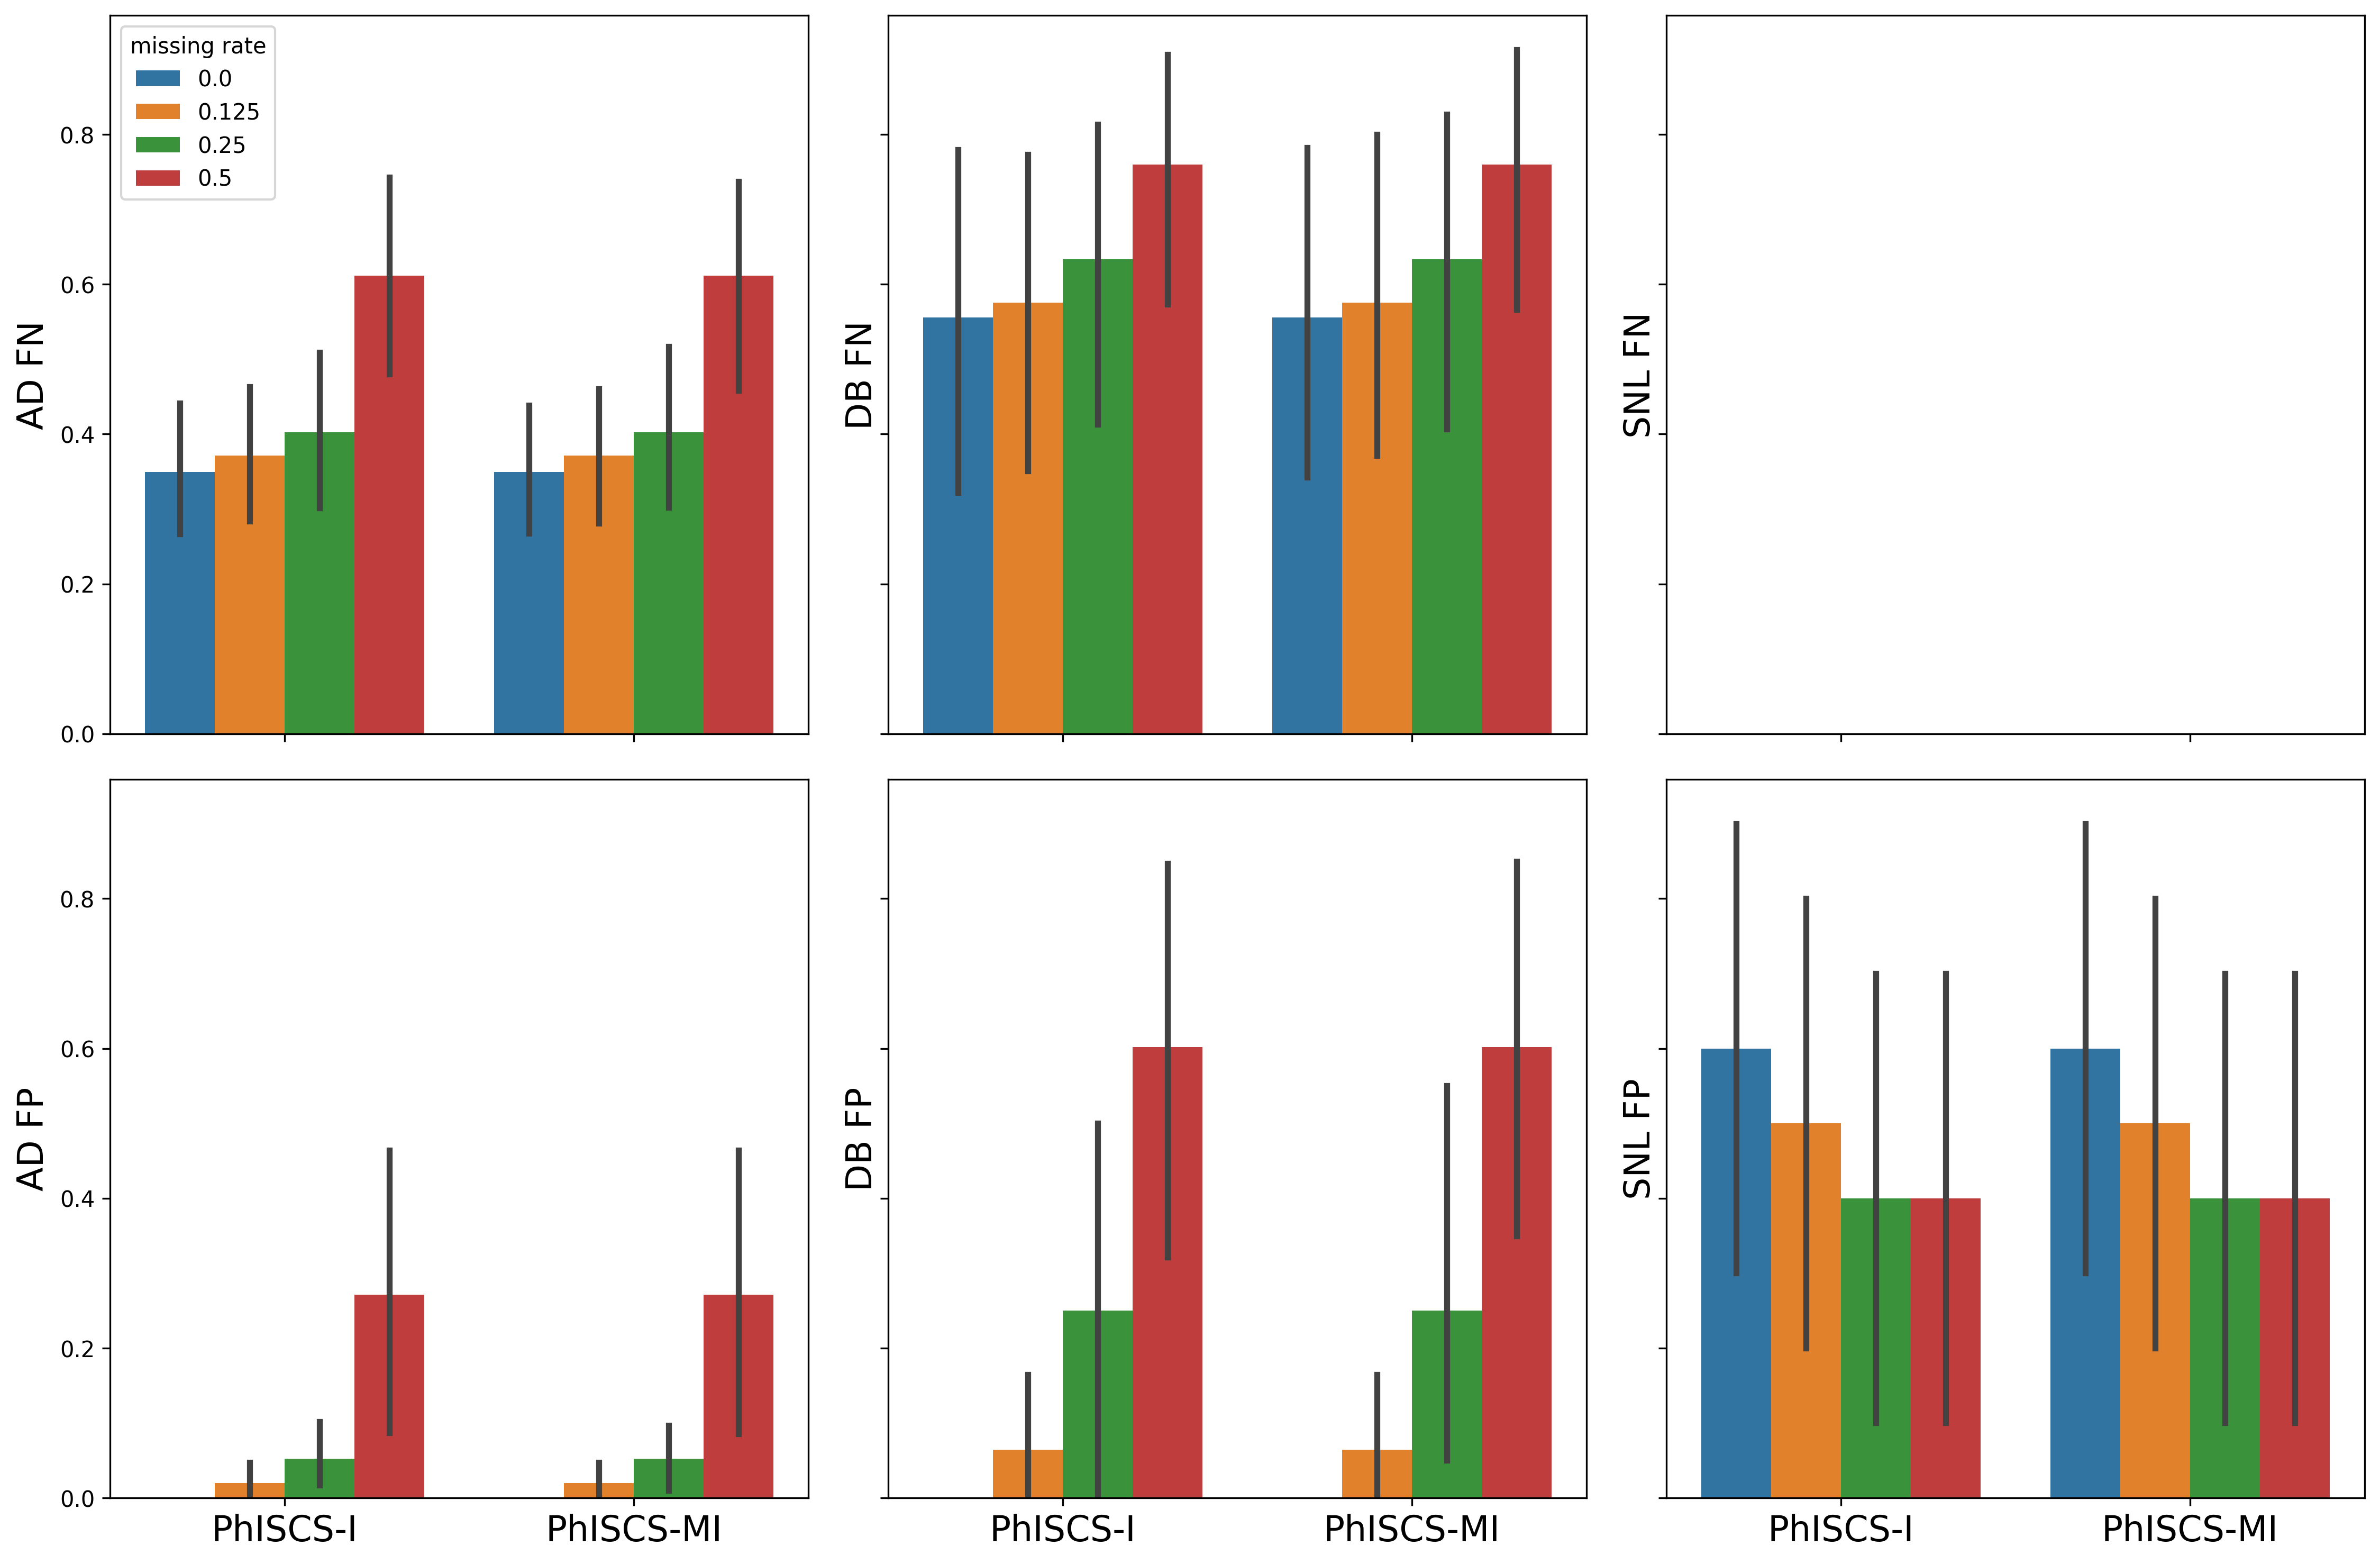 missing rate
0.0
0.125
0.25
0.5
AD FN
0.8
0.6
0.4
0.2
0.0
DB FN
SNL FN
AD FP
0.8
0.6
0.4
0.2
0.0
DB FP
SNL FP
PhISCS-I
PhISCS-MI
PhISCS-I
PhISCS-MI
PhISCS-I
PhISCS-MI